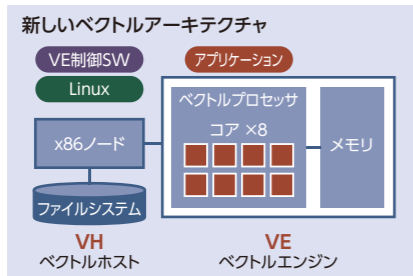 新しいベクトルアーキテクチャ
VE制御SW
Linux
アプリケーション
ベクトルプロセッサ
コア ×8
x86ノード
メモリ
ファイルシステム
VH
ベクトルホスト
VE
ベクトルエンジン